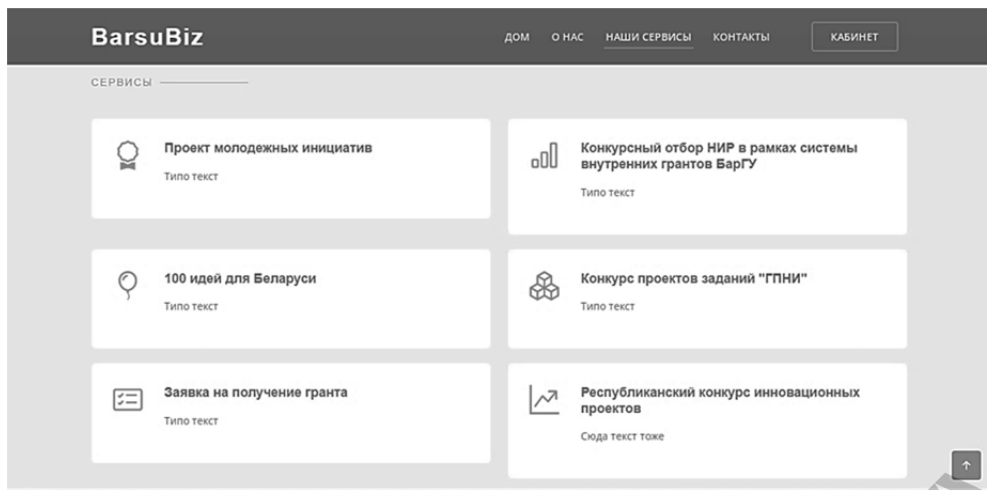 BarsuBiz
ДОМ О НАС НАШИ СЕРВИСЫ КОНТАКТЫ КАБИНЕТ
СЕРВИСЫ
Проект молодежных инициатив
Типо текст
Конкурсный отбор НИР в рамках системы
внутренних грантов БарГУ
Типо текст
100 идей для Беларуси
Типо текст
Конкурс проектов заданий "ГПНИ"
Типо текст
Заявка на получение гранта
Типо текст
Республиканский конкурс инновационных
проектов
Сюда текст тоже